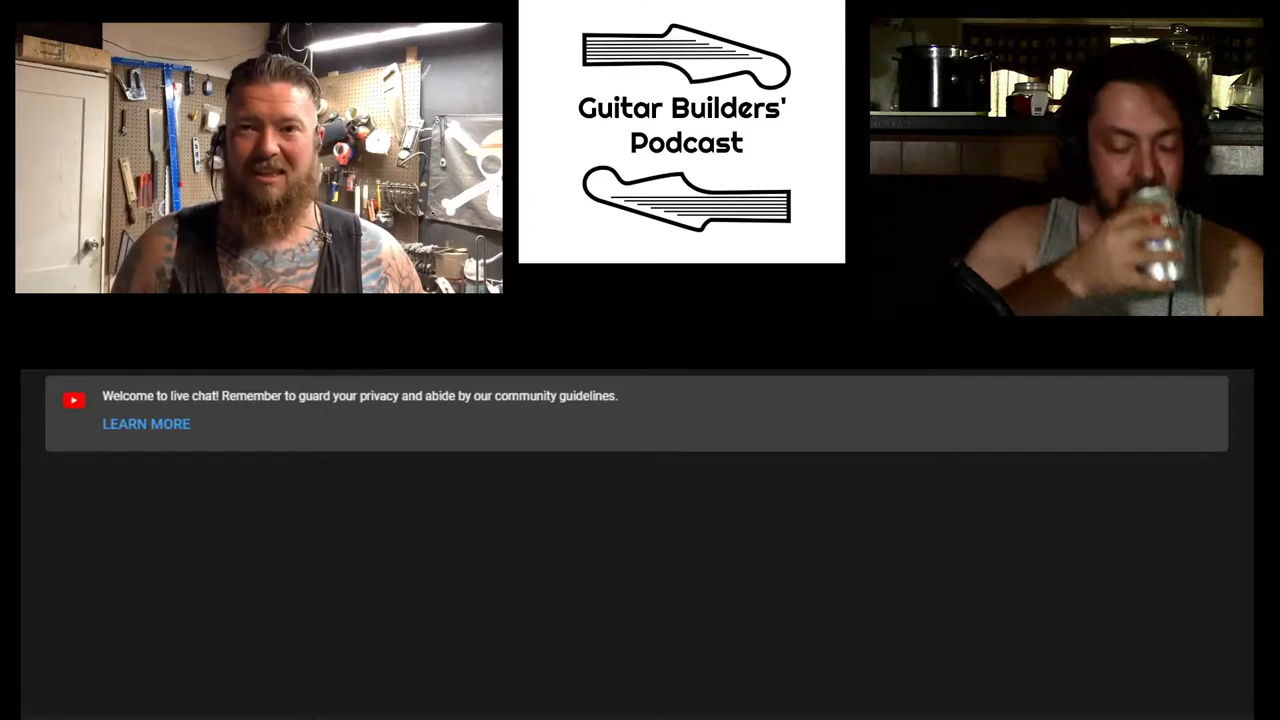 Guitar Builders'
Podcast
Welcome to live chat! Remember to guard your privacy and abide by our community guidelines.
LEARN MORE